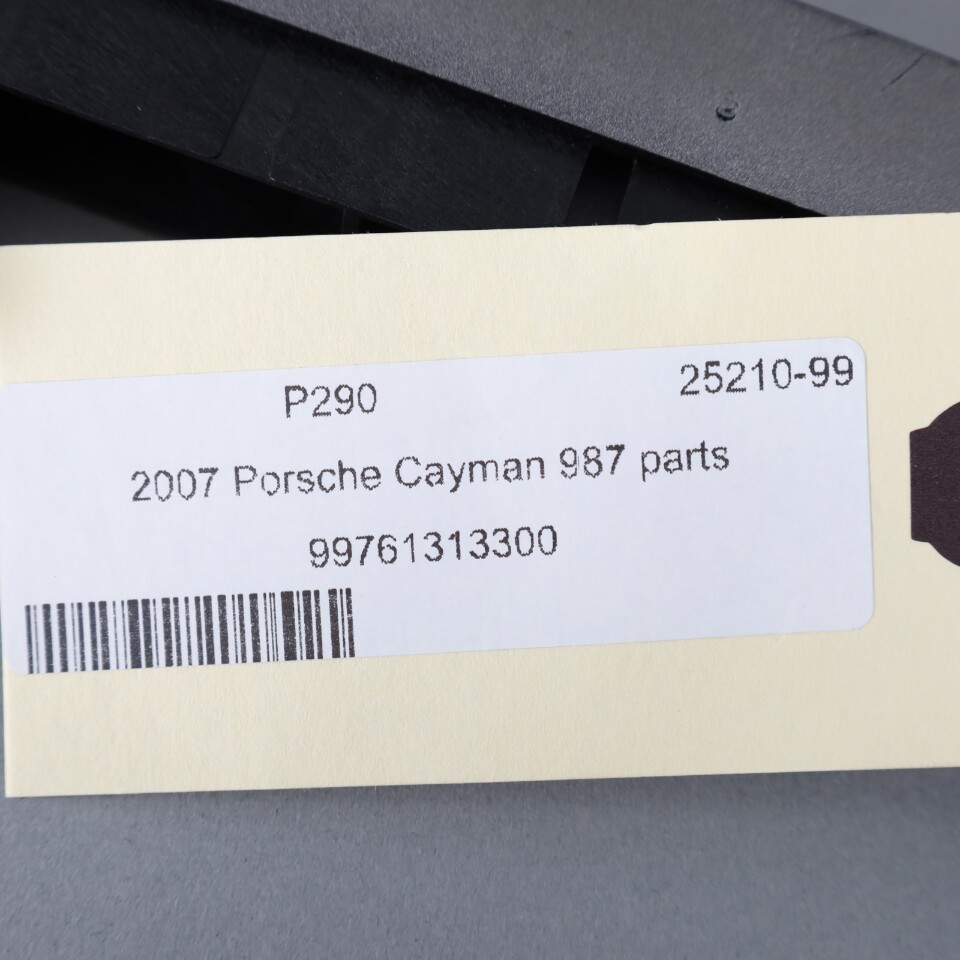 P290 25210-99
2007 Porsche Cayman 987 parts
99761313300